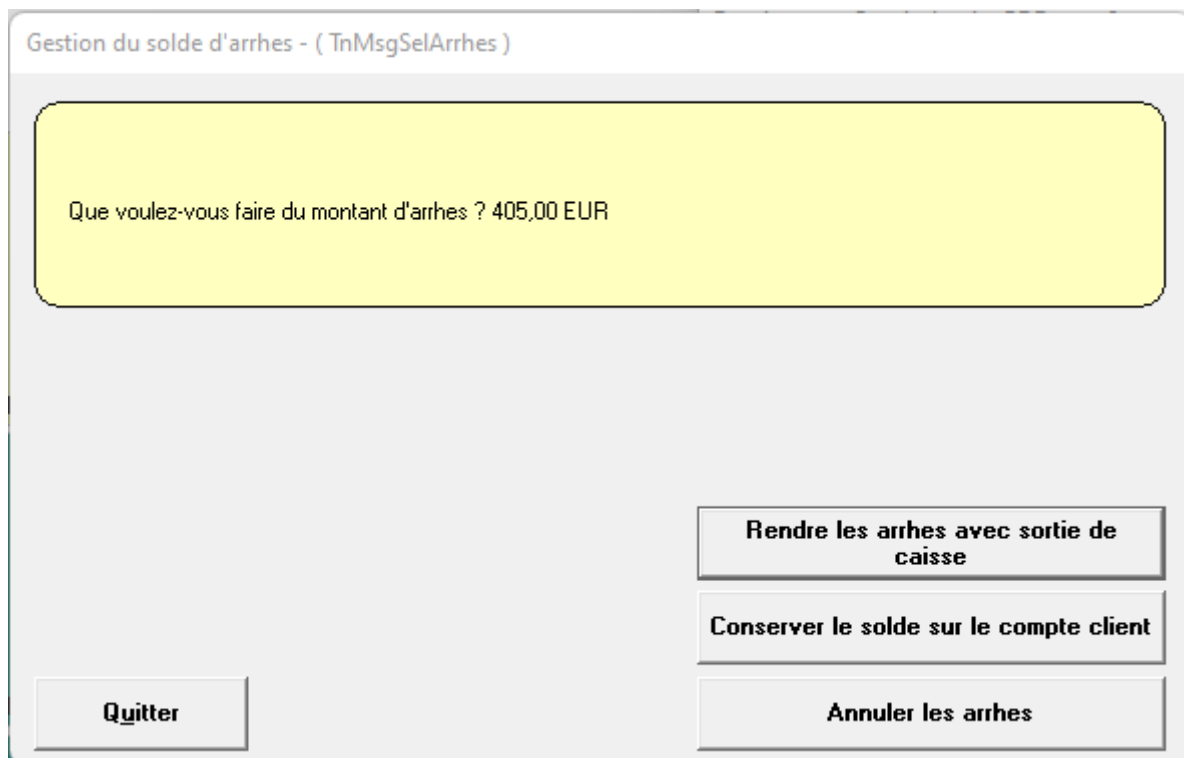 Gestion du solde d'arrhes - ( TnMsgSelArrhes )
Que voulez-vous faire du montant d'arrhes ? 405,00 EUR
Rendre les arrhes avec sortie de
caisse
Conserver le solde sur le compte client
Quitter
Annuler les arrhes